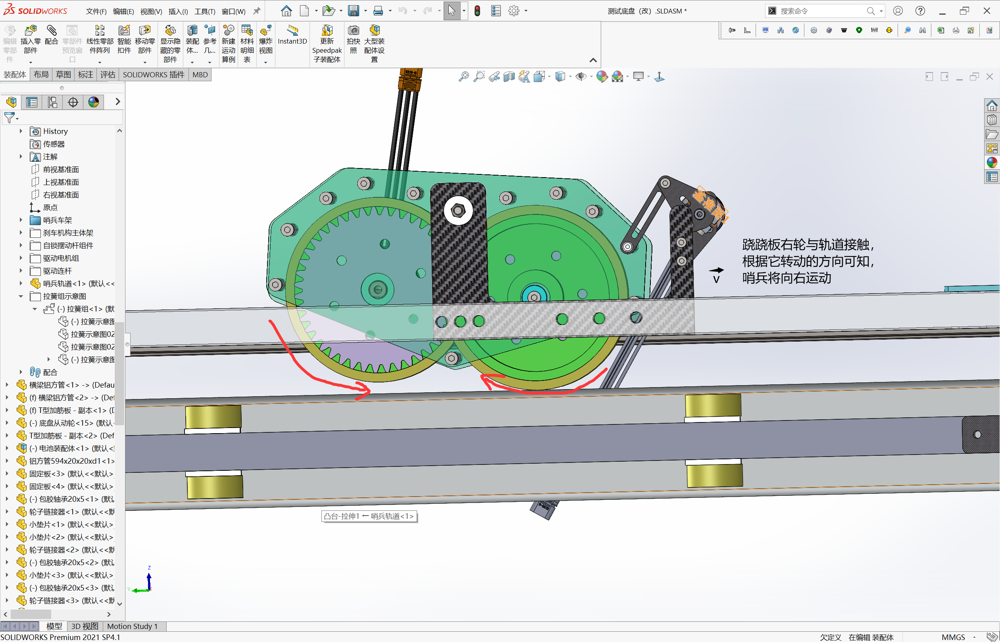 SOLIDWORKS
文件(F) 编辑(E) 视图(V) 插入(I) 工具(T) 窗口(W)
测试底盘（改）.SLDASM *
搜索命令
编辑零部件
插入零部件
配合
零部件预览窗口
线性零部件阵列
智能扣件
移动零部件
显示隐藏的零部件
装配体...
参考几...
新建运动算例
材料明细表
爆炸视图
Instant3D
更新Speedpak子装配体
拍快照
大型装配体设置
装配体 布局 草图 标注 评估 SOLIDWORKS 插件 MBD
History
传感器
注解
前视基准面
上视基准面
右视基准面
原点
哨兵车架
刹车机构主体架
自锁摆动杆组件
驱动电机组
驱动连杆
哨兵轨道<1> (默认<<
拉簧组示意图
(-) 拉簧组<1> (默
(-) 拉簧示意图
拉簧示意图02
拉簧示意图02
(-) 拉簧示意图
配合
横梁铝方管<1> -> (Defau
(f) 横梁铝方管<2> -> (Def
(f) T型加筋板 - 副本<1> (D
(-) 底盘从动轮<15> (默认<
T型加筋板 - 副本<2> (Def
(-) 电池装配体<1> (默认<
铝方管594x20x20xd1<1>
固定板<3> (默认<<默认>
固定板<4> (默认<<默认>
(-) 包胶轴承20x5<1> (默认
轮子链接器<1> (默认<<默
小垫片<1> (默认<<默认>
小垫片<2> (默认<<默认>
轮子链接器<2> (默认<<默
(-) 包胶轴承20x5<2> (默认
小垫片<3> (默认<<默认>
(-) 包胶轴承20x5<3> (默认
轮子链接器<3> (默认<<默
基准面1
跷跷板右轮与轨道接触，
根据它转动的方向可知，
哨兵将向右运动
V
凸台-拉伸1 ← 哨兵轨道<1>
Z
Y
X
模型 3D 视图 Motion Study 1
SOLIDWORKS Premium 2021 SP4.1
欠定义 在编辑 装配体 MMGS